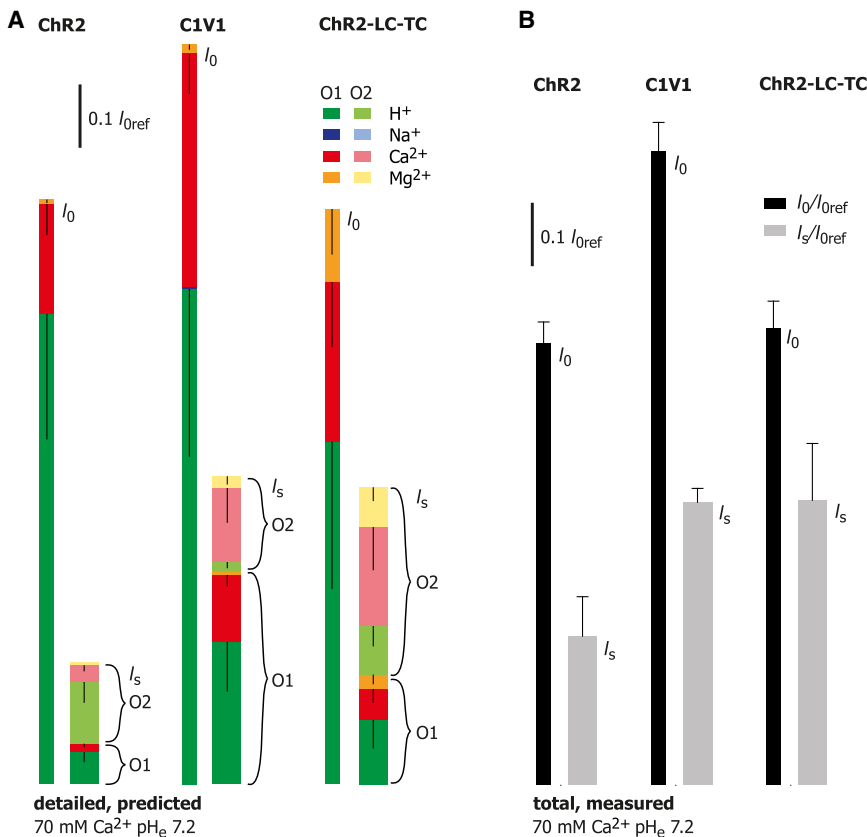 A
ChR2
C1V1
ChR2-LC-TC
I0
0.1 I0ref
I0
I0
O1 O2
H+
Na+
Ca2+
Mg2+
Is
O2
O1
Is
O2
O1
Is
O2
O1
detailed, predicted
70 mM Ca2+ pHe 7.2
B
ChR2
C1V1
ChR2-LC-TC
0.1 I0ref
I0/I0ref
Is/I0ref
I0
Is
I0
Is
I0
Is
total, measured
70 mM Ca2+ pHe 7.2